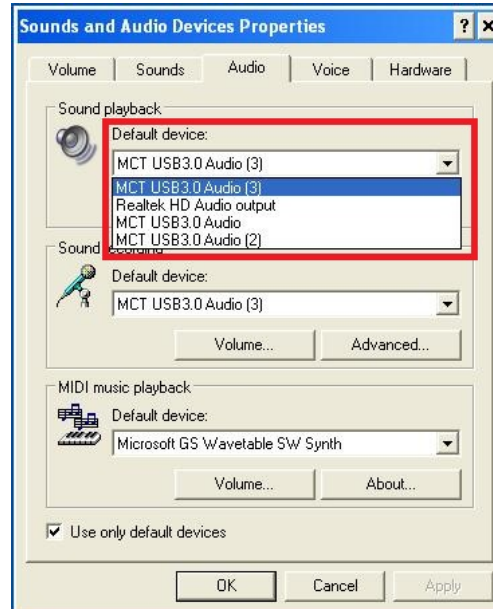 Sounds and Audio Devices Properties
Volume Sounds Audio Voice Hardware
Sound playback
Default device:
MCT USB3.0 Audio (3)
MCT USB3.0 Audio (3)
Realtek HD Audio output
MCT USB3.0 Audio
MCT USB3.0 Audio (2)
Sound recording
Default device:
MCT USB3.0 Audio (3)
Volume... Advanced...
MIDI music playback
Default device:
Microsoft GS Wavetable SW Synth
Volume... About...
Use only default devices
OK Cancel Apply